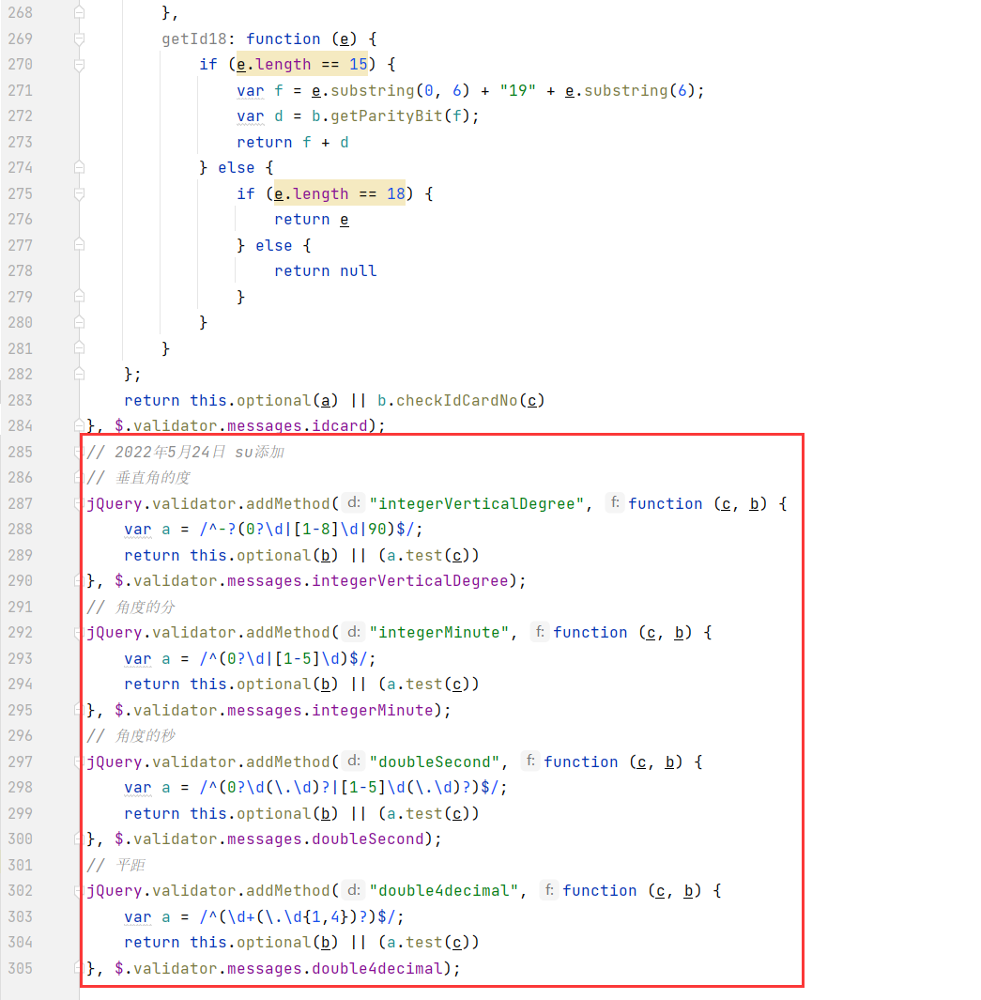 268 },
269 getId18: function (e) {
270 if (e.length == 15) {
271 var f = e.substring(0, 6) + "19" + e.substring(6);
272 var d = b.getParityBit(f);
273 return f + d
274 } else {
275 if (e.length == 18) {
276 return e
277 } else {
278 return null
279 }
280 }
281 }
282 };
283 return this.optional(a) || b.checkIdCardNo(c)
284 }, $.validator.messages.idcard);
285 // 2022年5月24日 su添加
286 // 垂直角的度
287 jQuery.validator.addMethod( d: "integerVerticalDegree", f: function (c, b) {
288 var a = /^-?(0?\d|[1-8]\d|90)$/;
289 return this.optional(b) || (a.test(c))
290 }, $.validator.messages.integerVerticalDegree);
291 // 角度的分
292 jQuery.validator.addMethod( d: "integerMinute", f: function (c, b) {
293 var a = /^(0?\d|[1-5]\d)$/;
294 return this.optional(b) || (a.test(c))
295 }, $.validator.messages.integerMinute);
296 // 角度的秒
297 jQuery.validator.addMethod( d: "doubleSecond", f: function (c, b) {
298 var a = /^(0?\d(\.\d)?|[1-5]\d(\.\d)?)$/;
299 return this.optional(b) || (a.test(c))
300 }, $.validator.messages.doubleSecond);
301 // 平距
302 jQuery.validator.addMethod( d: "double4decimal", f: function (c, b) {
303 var a = /^(\d+(\.\d{1,4})?)$/;
304 return this.optional(b) || (a.test(c))
305 }, $.validator.messages.double4decimal);